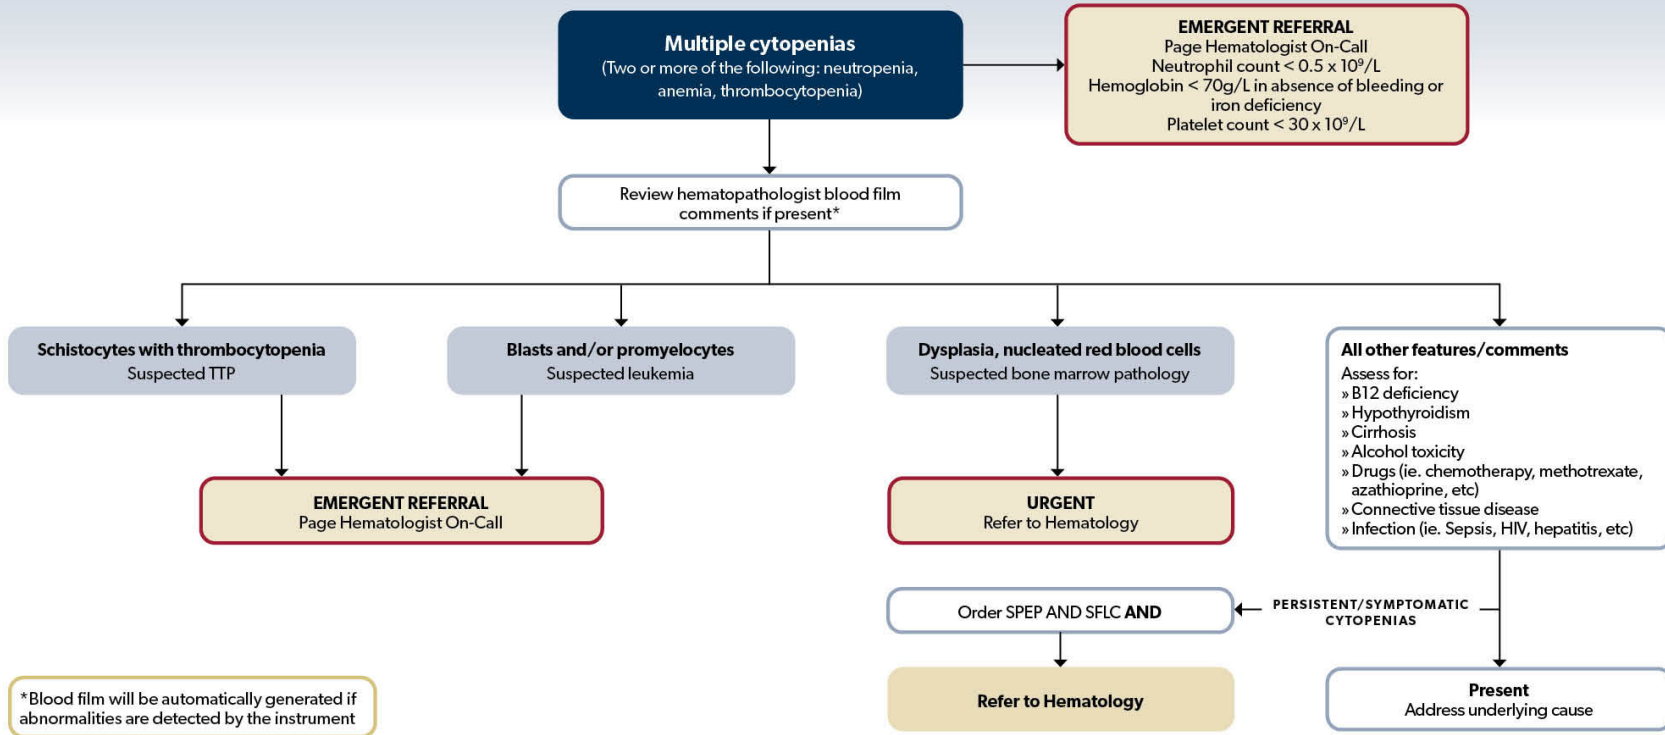 Multiple cytopenias
(Two or more of the following: neutropenia,
anemia, thrombocytopenia)
EMERGENT REFERRAL
Page Hematologist On-Call
Neutrophil count < 0.5 x 10⁹/L
Hemoglobin < 70g/L in absence of bleeding or
iron deficiency
Platelet count < 30 x 10⁹/L
Review hematopathologist blood film
comments if present*
Schistocytes with thrombocytopenia
Suspected TTP
Blasts and/or promyelocytes
Suspected leukemia
Dysplasia, nucleated red blood cells
Suspected bone marrow pathology
All other features/comments
Assess for:
» B12 deficiency
» Hypothyroidism
» Cirrhosis
» Alcohol toxicity
» Drugs (ie. chemotherapy, methotrexate,
azathioprine, etc)
» Connective tissue disease
» Infection (ie. Sepsis, HIV, hepatitis, etc)
EMERGENT REFERRAL
Page Hematologist On-Call
URGENT
Refer to Hematology
Order SPEP AND SFLC AND
PERSISTENT/SYMPTOMATIC
CYTOPENIAS
Refer to Hematology
Present
Address underlying cause
*Blood film will be automatically generated if
abnormalities are detected by the instrument